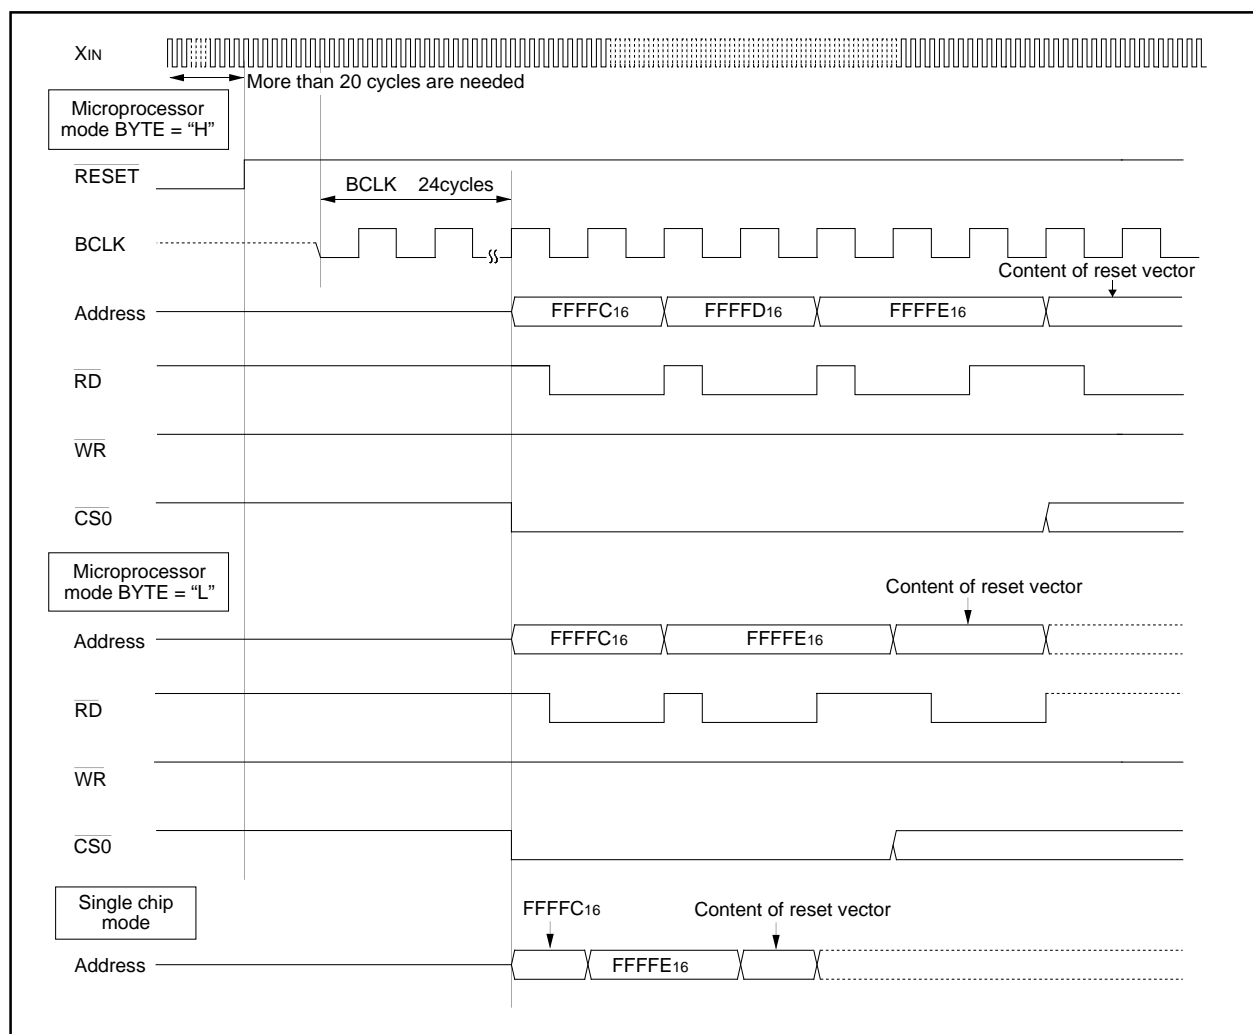 XIN
More than 20 cycles are needed
Microprocessor
mode BYTE = “H”
RESET
BCLK 24cycles
BCLK
Content of reset vector
Address
FFFFC16 FFFFD16 FFFFE16
RD
WR
CS0
Microprocessor
mode BYTE = “L”
Content of reset vector
Address
FFFFC16 FFFFE16
RD
WR
CS0
Single chip
mode
FFFFC16
Content of reset vector
Address
FFFFE16